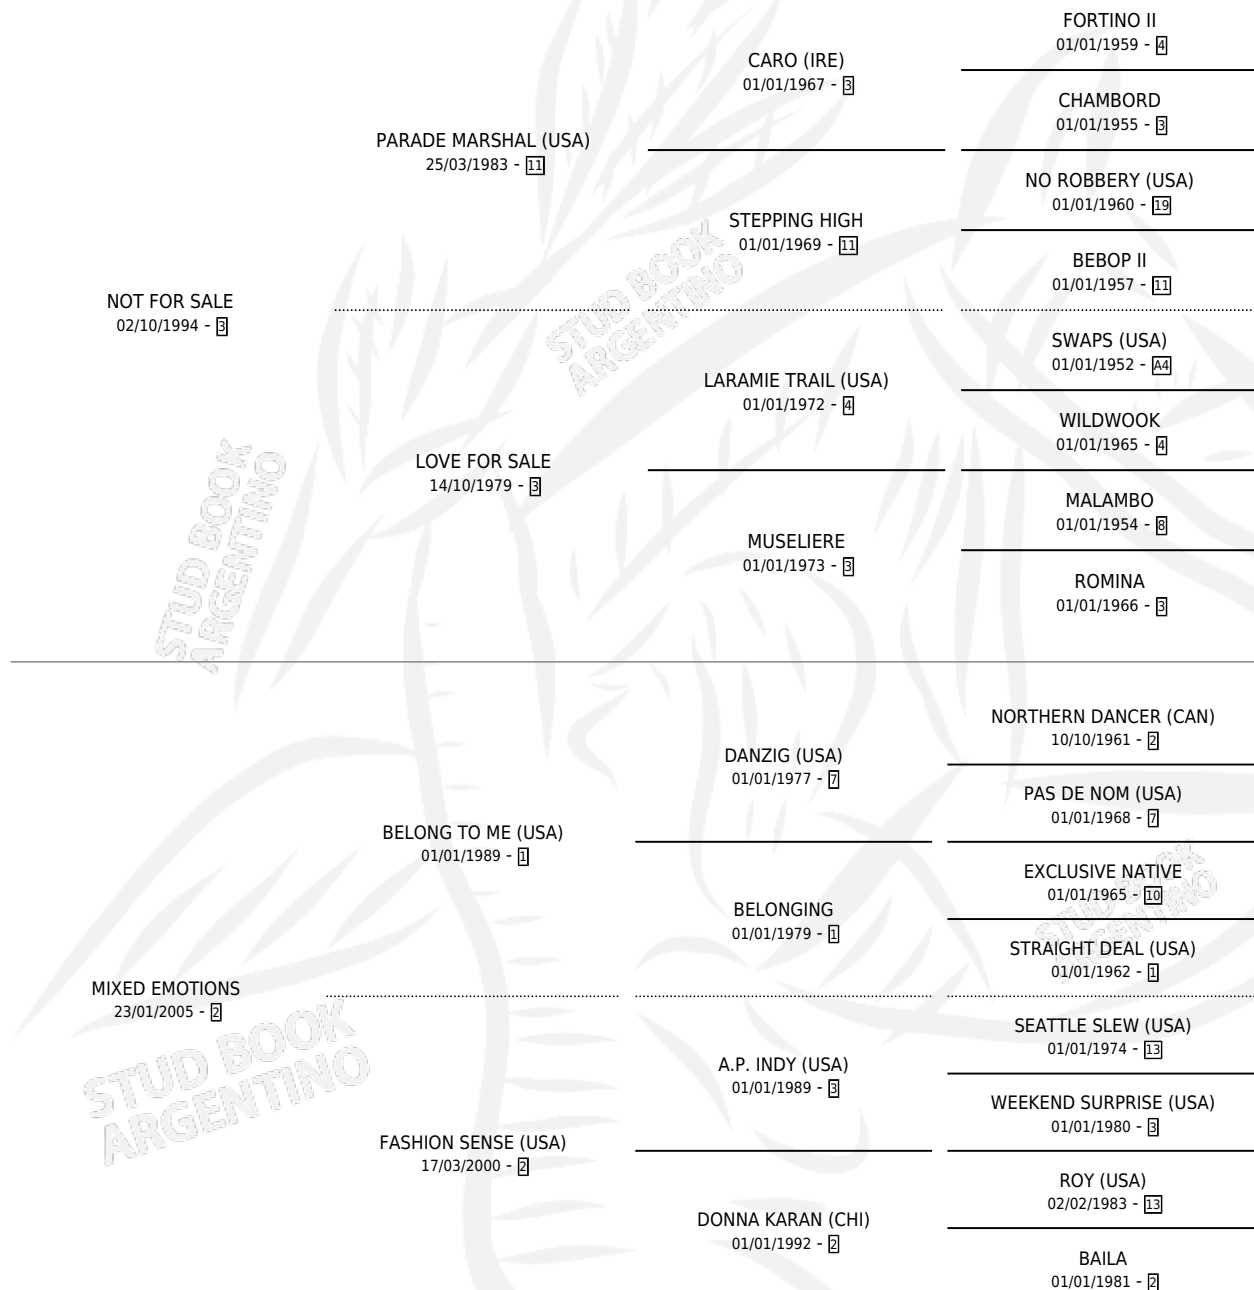 FORTINO II
01/01/1959 - 4
CARO (IRE)
01/01/1967 - 3
CHAMBORD
01/01/1955 - 3
PARADE MARSHAL (USA)
25/03/1983 - 11
NO ROBBERY (USA)
01/01/1960 - 19
STEPPING HIGH
01/01/1969 - 11
BEBOP II
01/01/1957 - 11
NOT FOR SALE
02/10/1994 - 3
SWAPS (USA)
01/01/1952 - A4
LARAMIE TRAIL (USA)
01/01/1972 - 4
WILDWOOK
01/01/1965 - 4
LOVE FOR SALE
14/10/1979 - 3
MALAMBO
01/01/1954 - 8
MUSELIERE
01/01/1973 - 3
ROMINA
01/01/1966 - 3
STUD BOOK
ARGENTINO
STUD BOOK
ARGENTINO
NORTHERN DANCER (CAN)
10/10/1961 - 2
DANZIG (USA)
01/01/1977 - 7
PAS DE NOM (USA)
01/01/1968 - 7
BELONG TO ME (USA)
01/01/1989 - 1
EXCLUSIVE NATIVE
01/01/1965 - 10
BELONGING
01/01/1979 - 1
STRAIGHT DEAL (USA)
01/01/1962 - 1
STUD BOOK
ARGENTINO
MIXED EMOTIONS
23/01/2005 - 2
SEATTLE SLEW (USA)
01/01/1974 - 13
A.P. INDY (USA)
01/01/1989 - 3
WEEKEND SURPRISE (USA)
01/01/1980 - 3
STUD BOOK
ARGENTINO
FASHION SENSE (USA)
17/03/2000 - 2
ROY (USA)
02/02/1983 - 13
DONNA KARAN (CHI)
01/01/1992 - 2
BAILA
01/01/1981 - 2